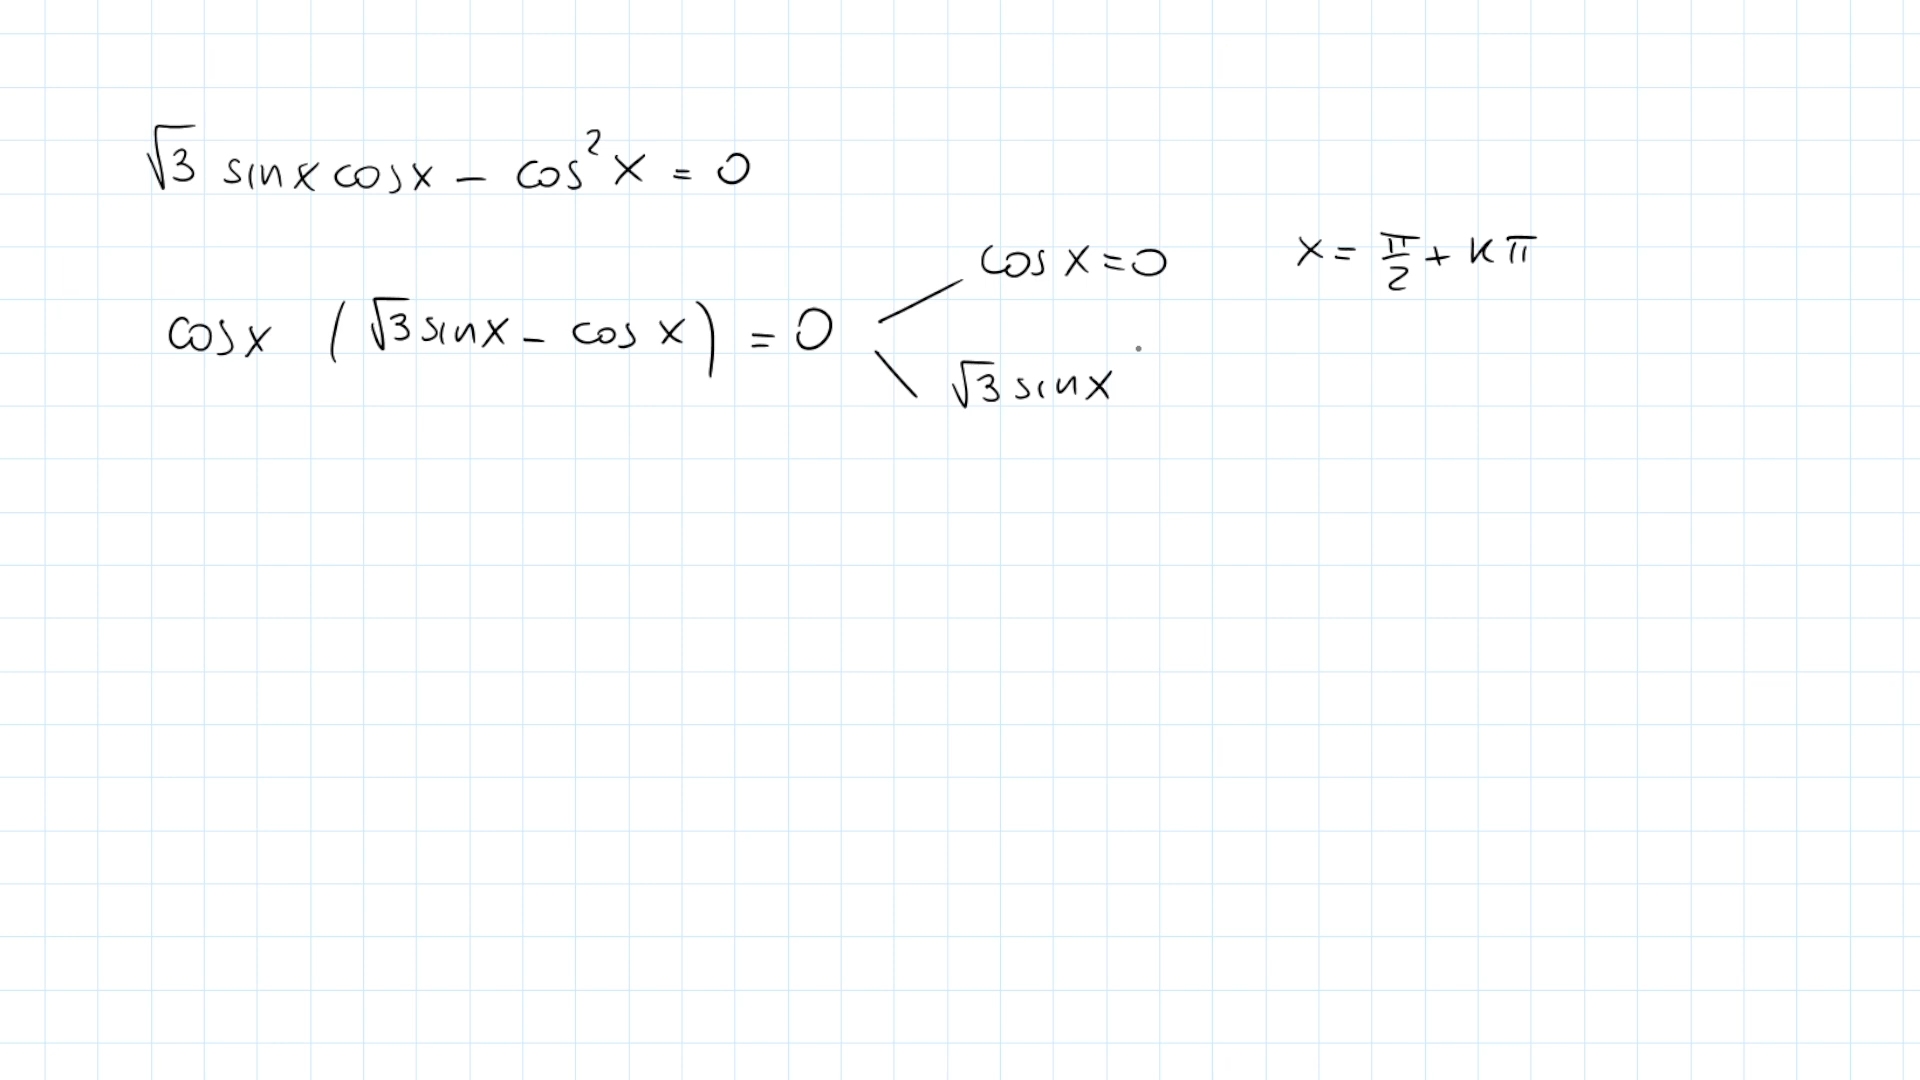 √3 sinx cosx − cos²x = 0
cosx (√3 sinx − cos x) = 0
cos x = 0 x = π/2 + kπ
√3 sinx